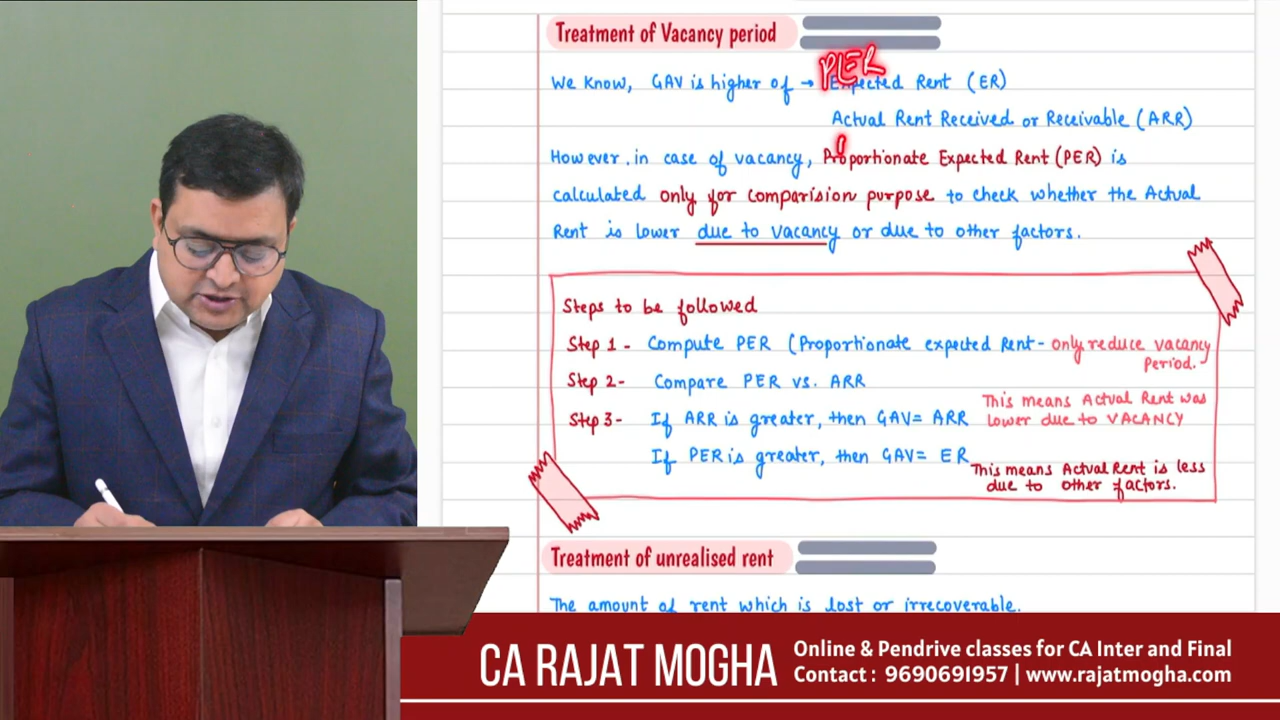 Treatment of Vacancy period
PER
We know, GAV is higher of → Expected Rent (ER)
Actual Rent Received or Receivable (ARR)
However, in case of vacancy, Proportionate Expected Rent (PER) is
calculated only for comparision purpose to check whether the Actual
Rent is lower due to vacancy or due to other factors.
Steps to be followed
Step 1 - Compute PER (Proportionate expected Rent - only reduce vacancy
Period.
Step 2- Compare PER vs. ARR
Step 3- If ARR is greater, then GAV= ARR
This means Actual Rent was
lower due to VACANCY
If PER is greater, then GAV= ER
This means Actual Rent is less
due to other factors.
Treatment of unrealised rent
The amount of rent which is lost or irrecoverable.
CA RAJAT MOGHA
Online & Pendrive classes for CA Inter and Final
Contact : 9690691957 | www.rajatmogha.com